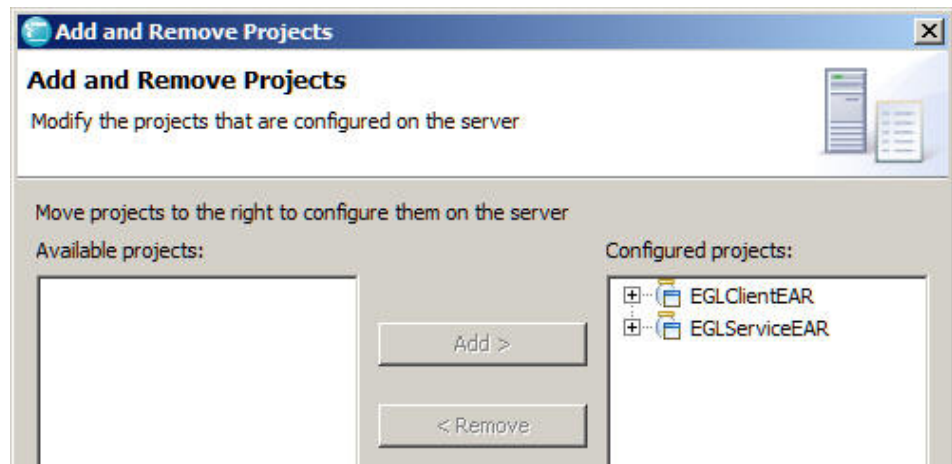 Add and Remove Projects
Add and Remove Projects
Modify the projects that are configured on the server
Move projects to the right to configure them on the server
Available projects:
Configured projects:
EGLClientEAR
EGLServiceEAR
Add >
< Remove